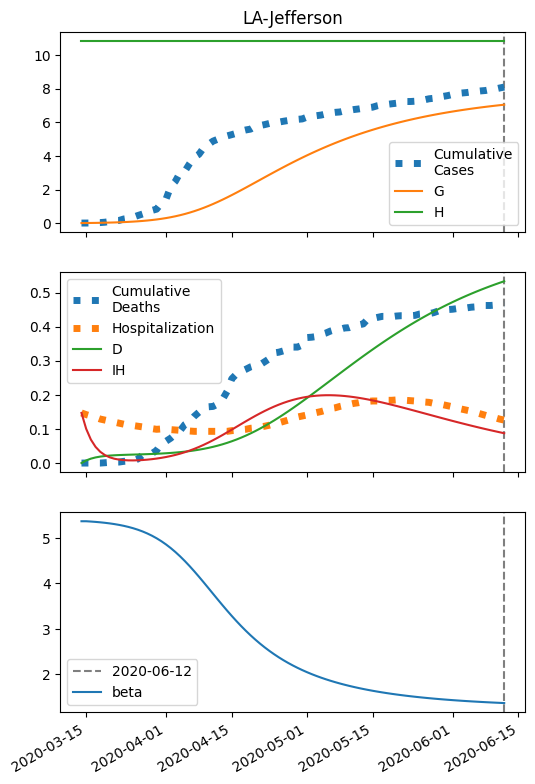 LA-Jefferson
10
8
6
4
2
0
Cumulative
Cases
G
H
0.5
0.4
0.3
0.2
0.1
0.0
Cumulative
Deaths
Hospitalization
D
IH
5
4
3
2
2020-06-12
beta
2020-03-15
2020-04-01
2020-04-15
2020-05-01
2020-05-15
2020-06-01
2020-06-15